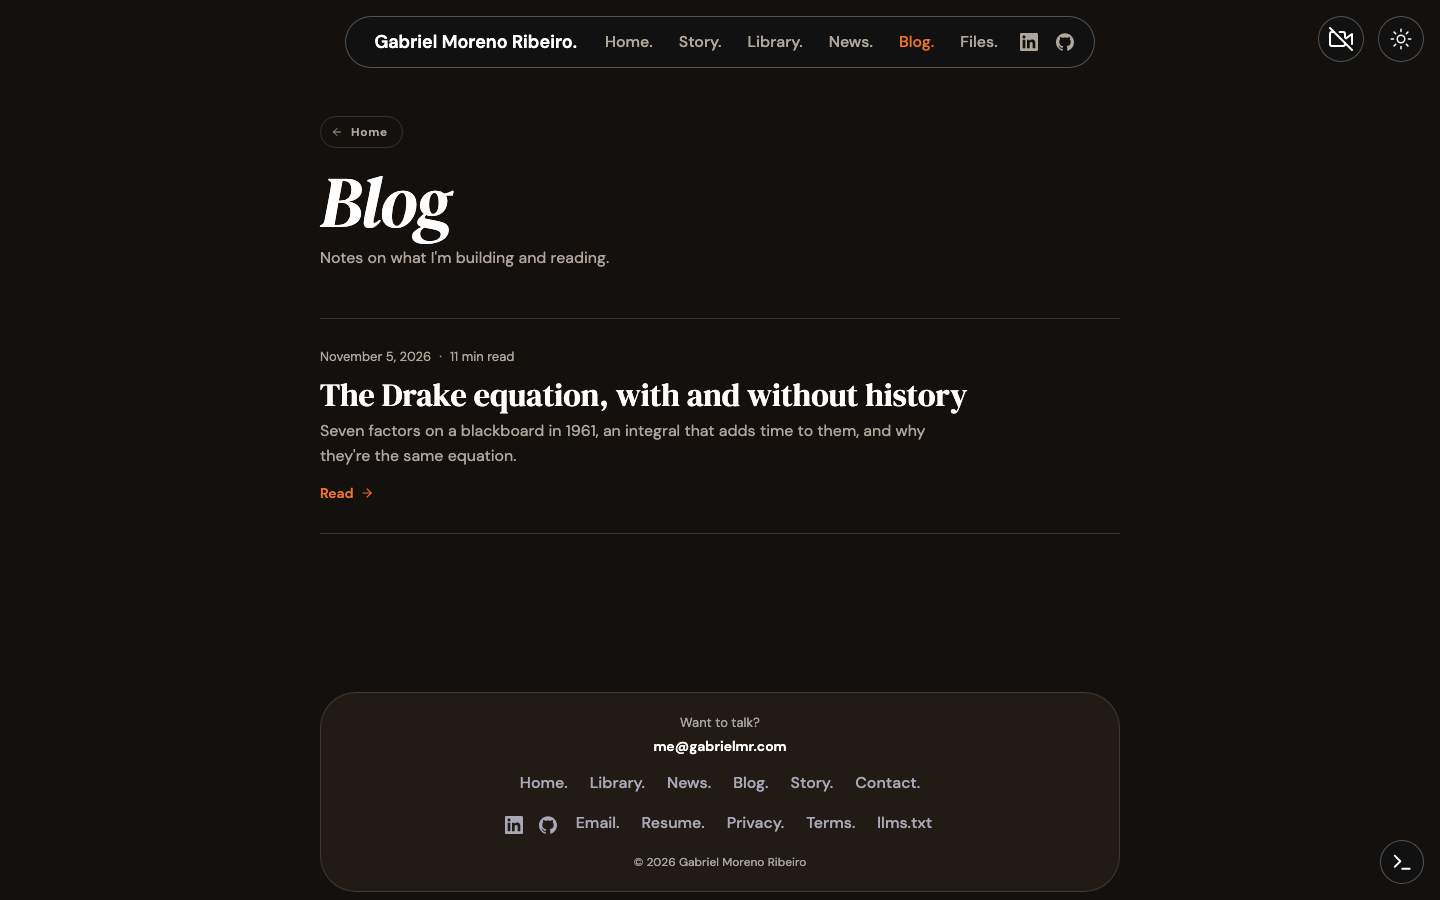 Gabriel Moreno Ribeiro. Home. Story. Library. News. Blog. Files.
← Home
Blog
Notes on what I'm building and reading.
November 5, 2026 · 11 min read
The Drake equation, with and without history
Seven factors on a blackboard in 1961, an integral that adds time to them, and why
they're the same equation.
Read →
Want to talk?
me@gabrielmr.com
Home. Library. News. Blog. Story. Contact.
Email. Resume. Privacy. Terms. llms.txt
© 2026 Gabriel Moreno Ribeiro